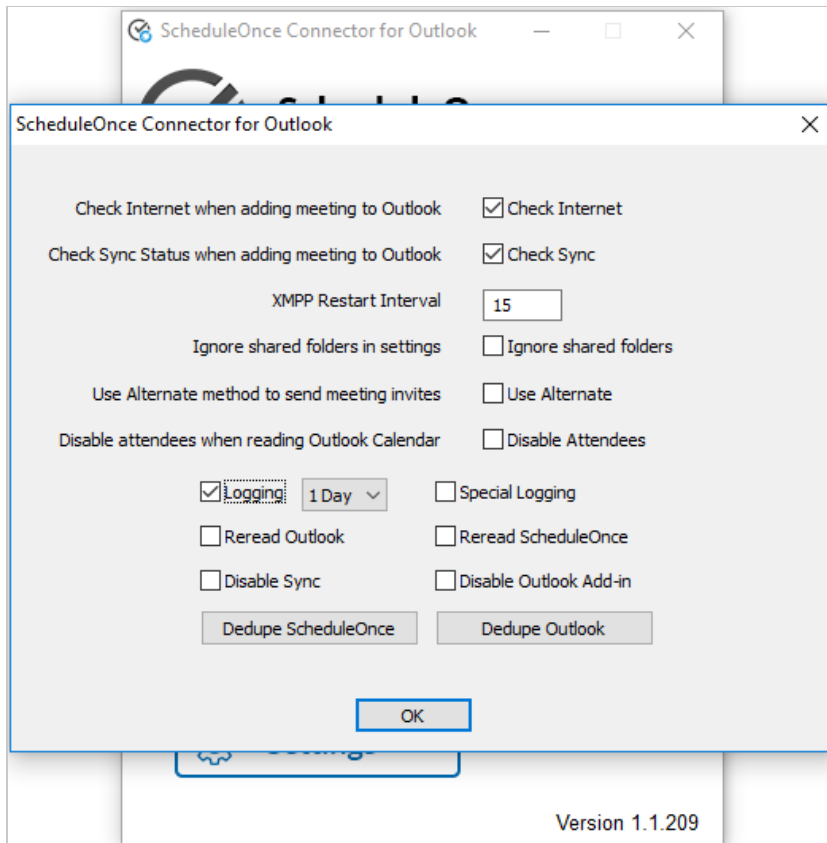 ScheduleOnce Connector for Outlook
ScheduleOnce Connector for Outlook
Check Internet when adding meeting to Outlook Check Internet
Check Sync Status when adding meeting to Outlook Check Sync
XMPP Restart Interval 15
Ignore shared folders in settings Ignore shared folders
Use Alternate method to send meeting invites Use Alternate
Disable attendees when reading Outlook Calendar Disable Attendees
Logging 1 Day Special Logging
Reread Outlook Reread ScheduleOnce
Disable Sync Disable Outlook Add-in
Dedupe ScheduleOnce Dedupe Outlook
OK
Settings
Version 1.1.209